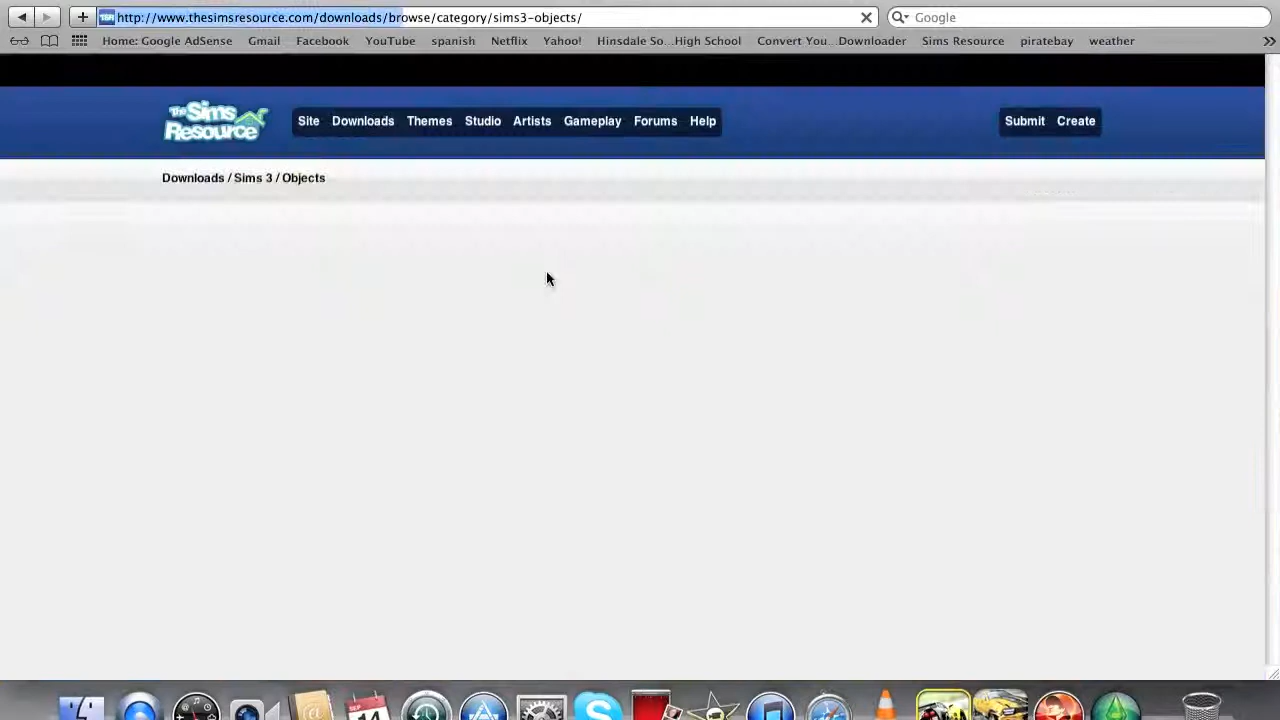 http://www.thesimsresource.com/downloads/browse/category/sims3-objects/
Google
Home: Google AdSense Gmail Facebook YouTube spanish Netflix Yahoo! Hinsdale So...High School Convert You...Downloader Sims Resource piratebay weather
The Sims Resource
Site Downloads Themes Studio Artists Gameplay Forums Help Submit Create
Downloads / Sims 3 / Objects
SEP
14